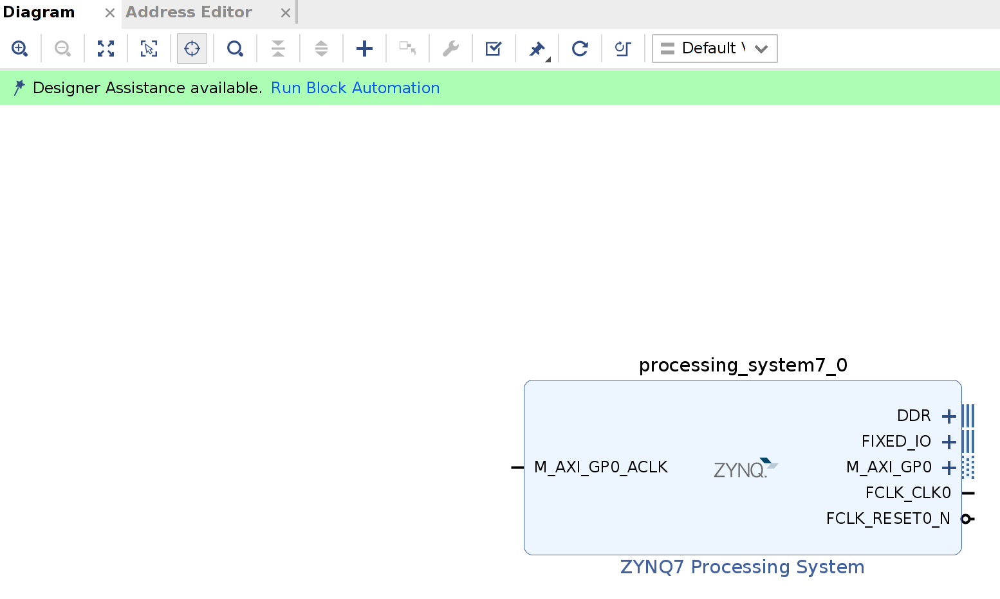 Diagram
Address Editor
Default
Designer Assistance available. Run Block Automation
processing_system7_0
DDR
FIXED_IO
M_AXI_GP0_ACLK
ZYNQ
M_AXI_GP0
FCLK_CLK0
FCLK_RESET0_N
ZYNQ7 Processing System